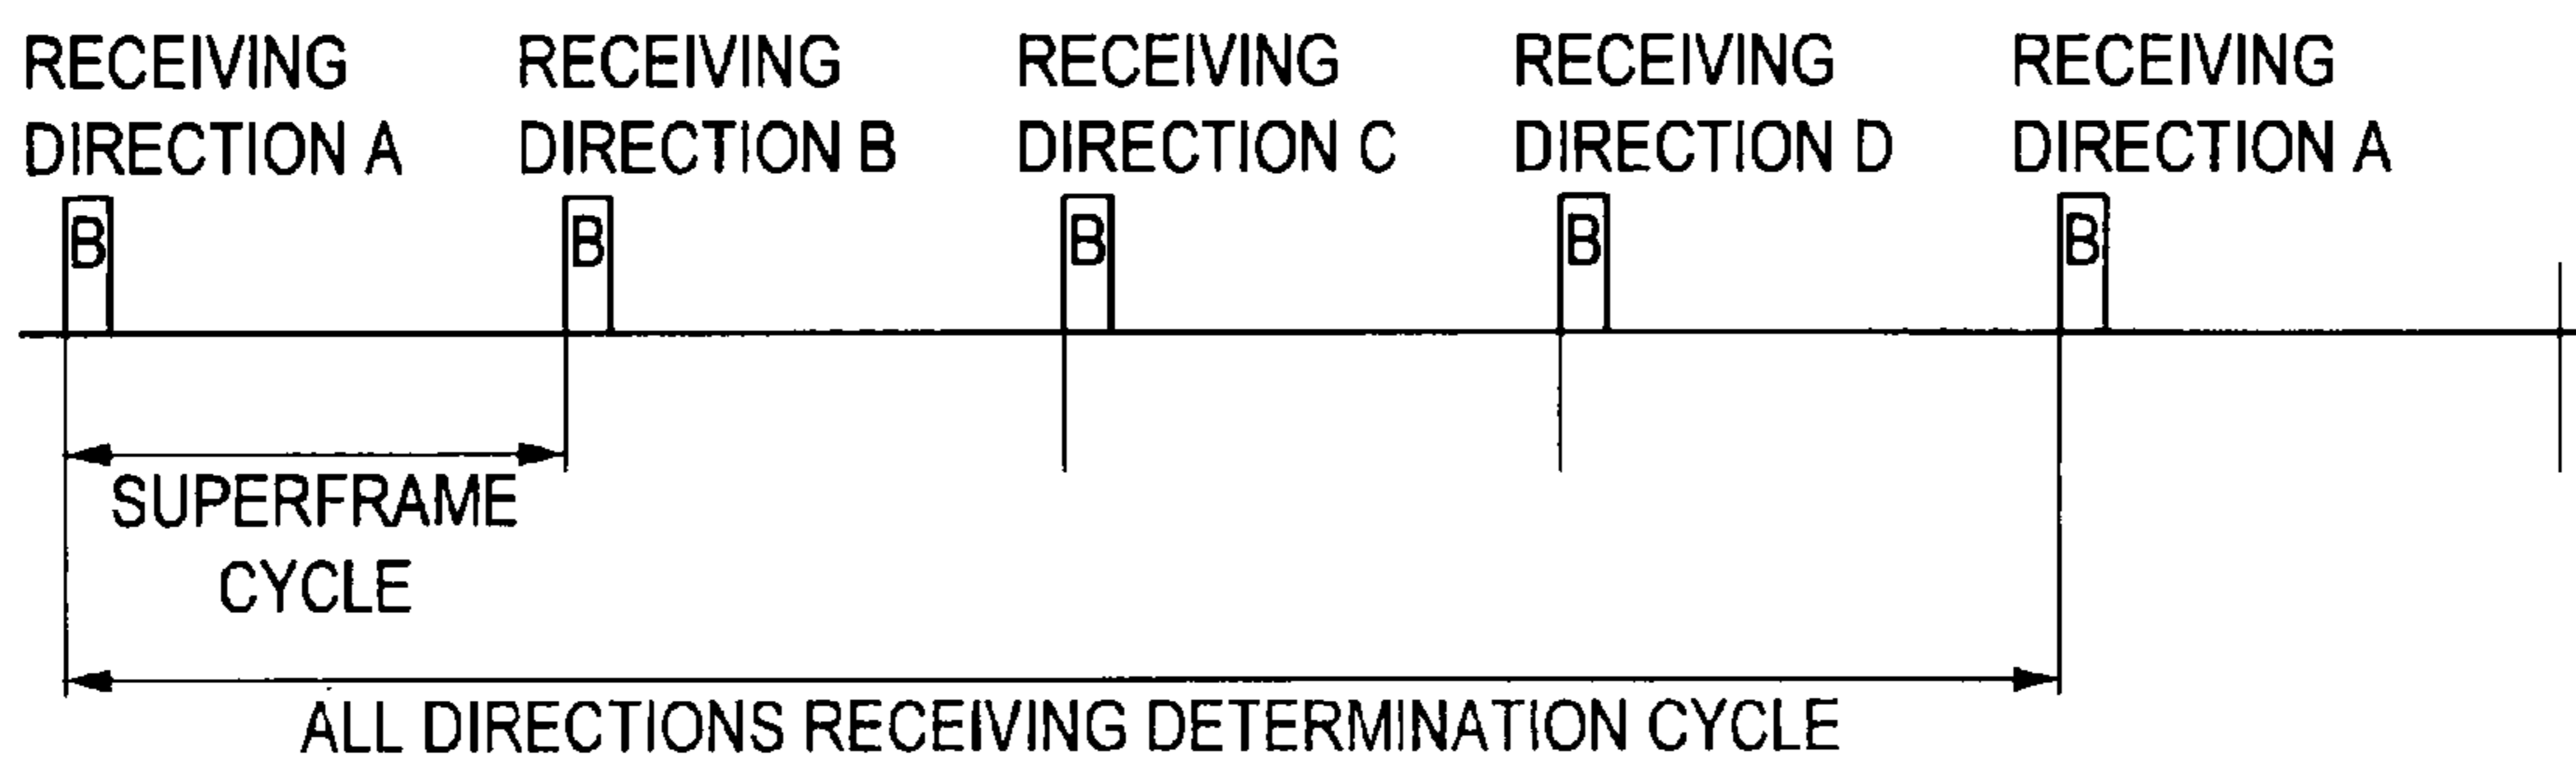 RECEIVING
DIRECTION A
RECEIVING
DIRECTION B
RECEIVING
DIRECTION C
RECEIVING
DIRECTION D
RECEIVING
DIRECTION A
B
B
B
B
B
SUPERFRAME
CYCLE
ALL DIRECTIONS RECEIVING DETERMINATION CYCLE